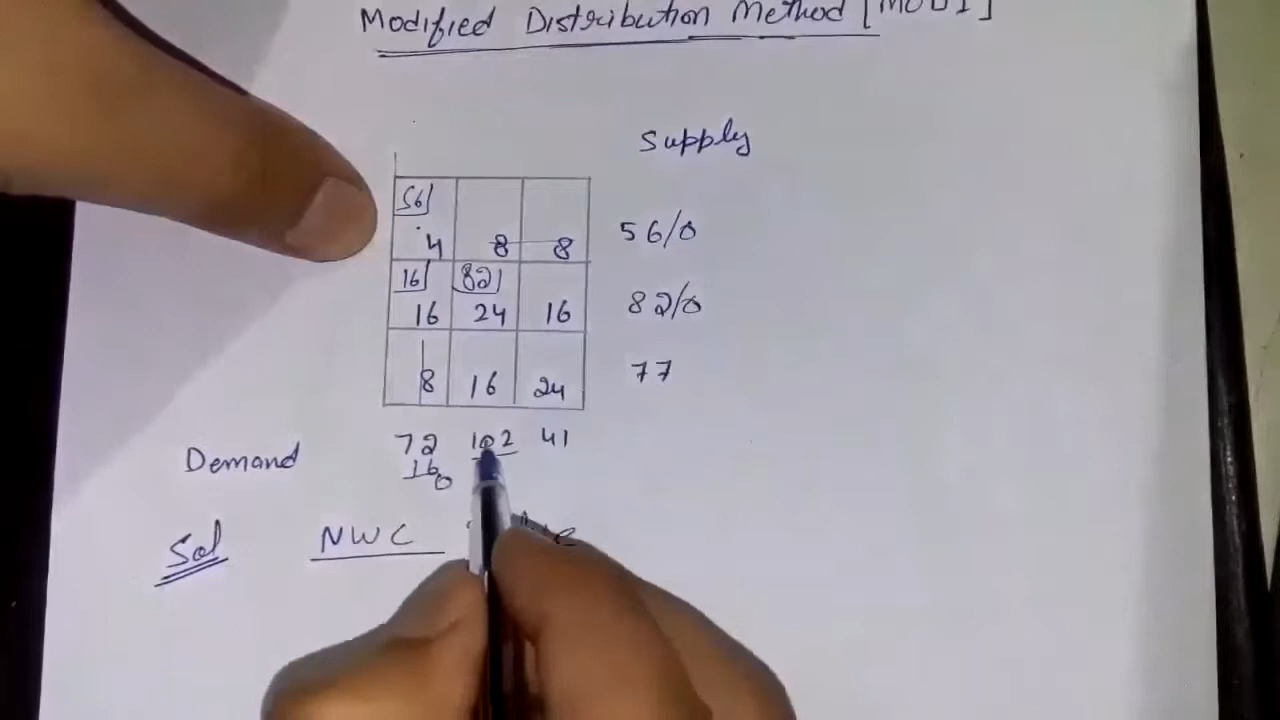 Modified Distribution Method [MODI]
Supply
56
4 8 8 56/0
16 82
16 24 16 82/0
8 16 24 77
Demand 72 102 41
16
0
Sol NWC